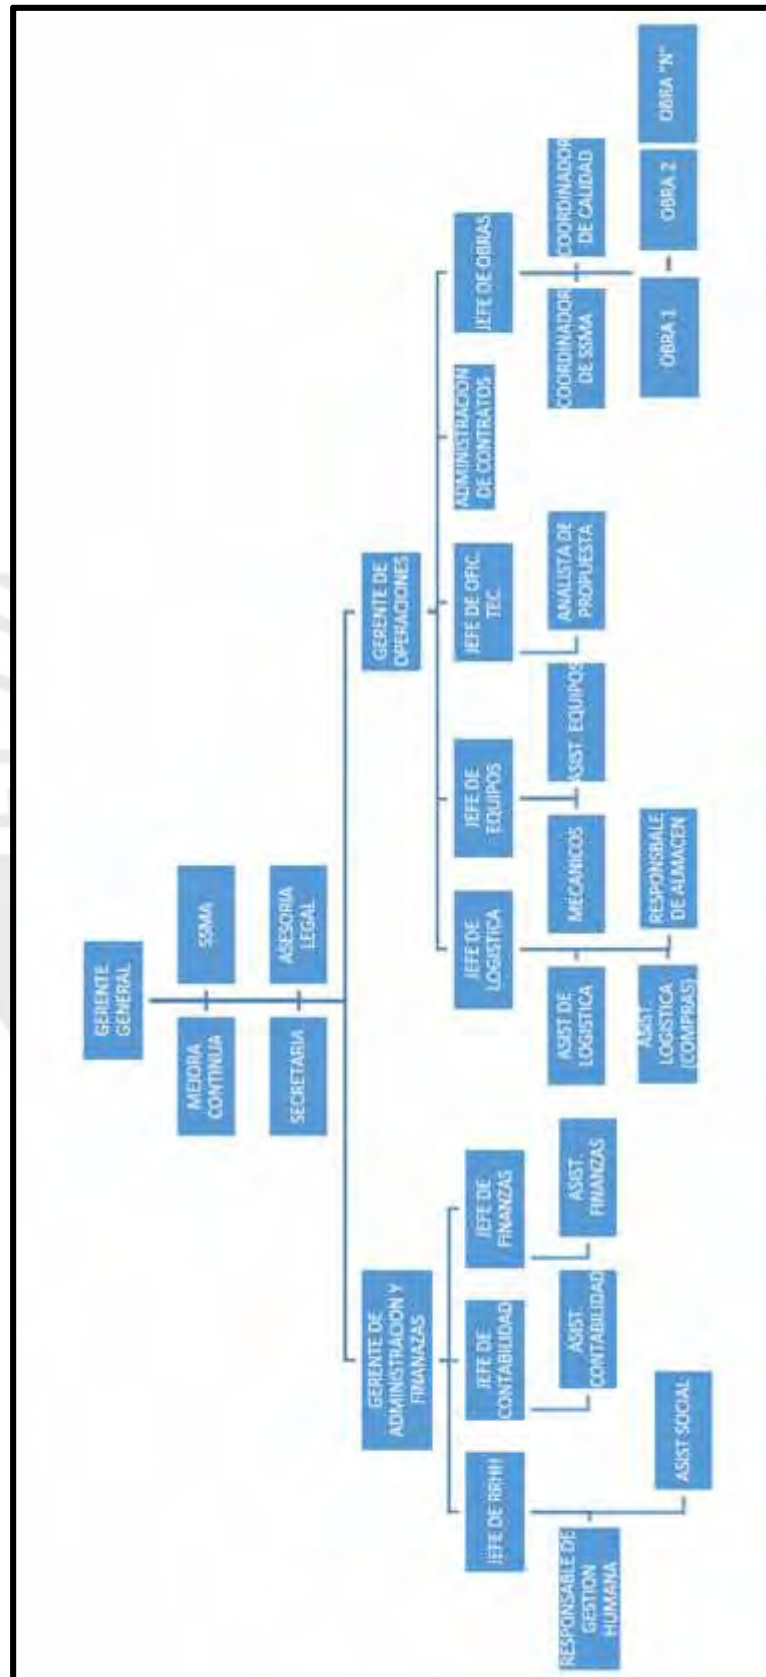 GERENTE
GENERAL
MEJORA
CONTINUA
SSMA
SECRETARIA
ASESORIA
LEGAL
GERENTE DE
ADMINISTRACION Y
FINANAZAS
GERENTE DE
OPERACIONES
JEFE DE RRHH
JEFE DE
CONTABILIDAD
JEFE DE
FINANZAS
JEFE DE
LOGISTICA
JEFE DE
EQUIPOS
JEFE DE OFIC.
TEC.
ADMINISTRACION
DE CONTRATOS
JEFE DE OBRAS
RESPONSABLE DE
GESTION
HUMANA
ASIST.
CONTABILIDAD
ASIST.
FINANZAS
ASIST DE
LOGISTICA
MECANICOS
ASIST. EQUIPOS
ANALISTA DE
PROPUESTA
COORDINADOR
DE SSMA
COORDINADOR
DE CALIDAD
ASIST SOCIAL
ASIST.
LOGISTICA
(COMPRAS)
RESPONSBALE
DE ALMACEN
OBRA 1
OBRA 2
OBRA "N"